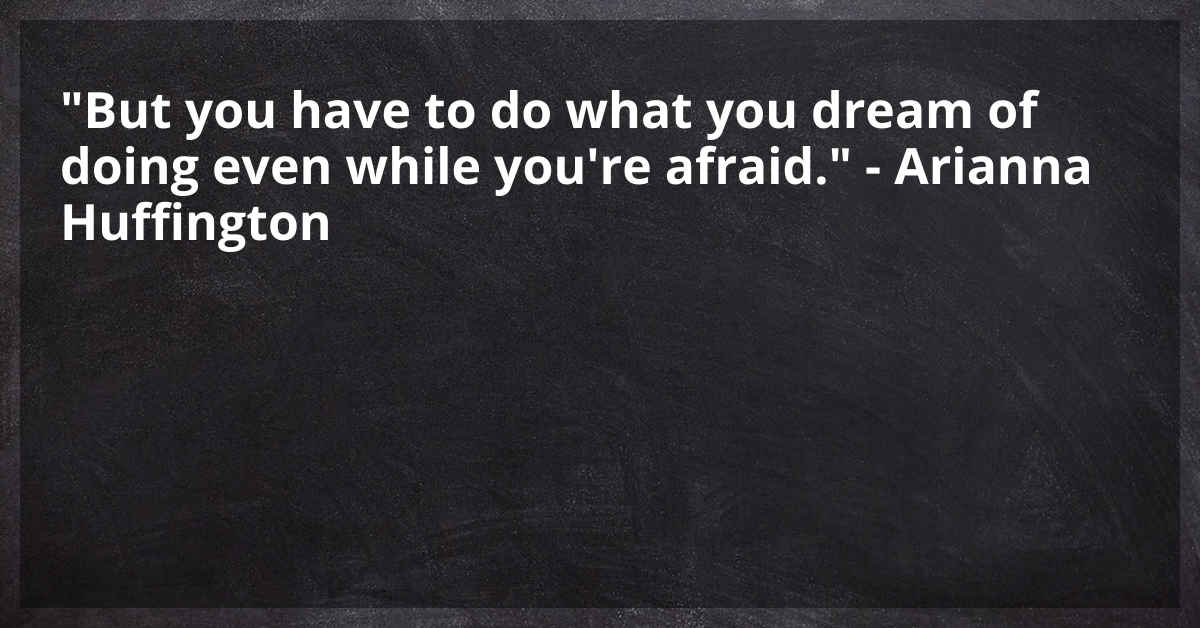 "But you have to do what you dream of
doing even while you're afraid." - Arianna
Huffington